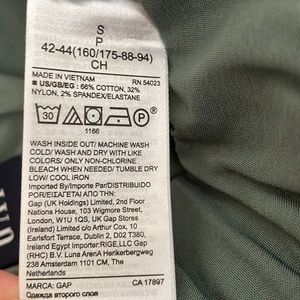 S
P
42-44(160/175-88-94)
CH
MADE IN VIETNAM RN 54023
• US/GB/EG : 66% COTTON, 32%
NYLON, 2% SPANDEX/ELASTANE
30
1166
WASH INSIDE OUT/ MACHINE WASH
COLD/ WASH AND DRY WITH LIKE
COLORS/ ONLY NON-CHLORINE
BLEACH WHEN NEEDED/ TUMBLE DRY
LOW/ COOL IRON
Imported by/Importé Par/DISTRIBUIDO
POR/
Gap (UK Holdings) Limited, 2nd Floor
Nations House, 103 Wigmore Street,
London, W1U 1QS, UK Gap Stores
(Ireland) Limited c/o Arthur Cox, 10
Earlsfort Terrace, Dublin 2, D02 T380,
Ireland Egypt Importer:RIGE,LLC Gap
(RHC) B.V. Luna ArenA Herikerbergweg
238 Amsterdam 1101 CM, The
Netherlands
MARCA: GAP CA 17897
Одежда второго слоя